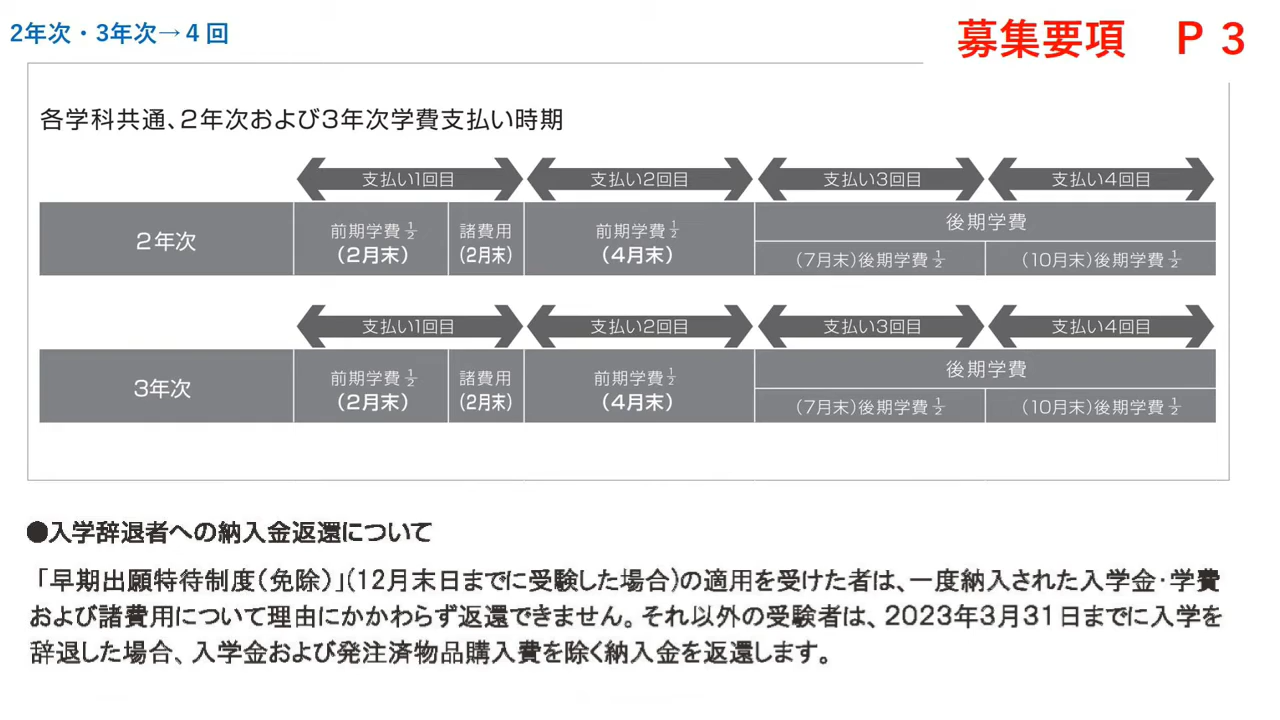 2年次・3年次→4回
募集要項 P3
各学科共通、2年次および3年次学費支払い時期
支払い1回目 支払い2回目 支払い3回目 支払い4回目
2年次
前期学費1/2 諸費用 前期学費1/2 後期学費
(2月末) (2月末) (4月末) (7月末)後期学費1/2 (10月末)後期学費1/2
支払い1回目 支払い2回目 支払い3回目 支払い4回目
3年次
前期学費1/2 諸費用 前期学費1/2 後期学費
(2月末) (2月末) (4月末) (7月末)後期学費1/2 (10月末)後期学費1/2
●入学辞退者への納入金返還について
「早期出願特待制度(免除)」(12月末日までに受験した場合)の適用を受けた者は、一度納入された入学金・学費
および諸費用について理由にかかわらず返還できません。それ以外の受験者は、2023年3月31日までに入学を
辞退した場合、入学金および発注済物品購入費を除く納入金を返還します。